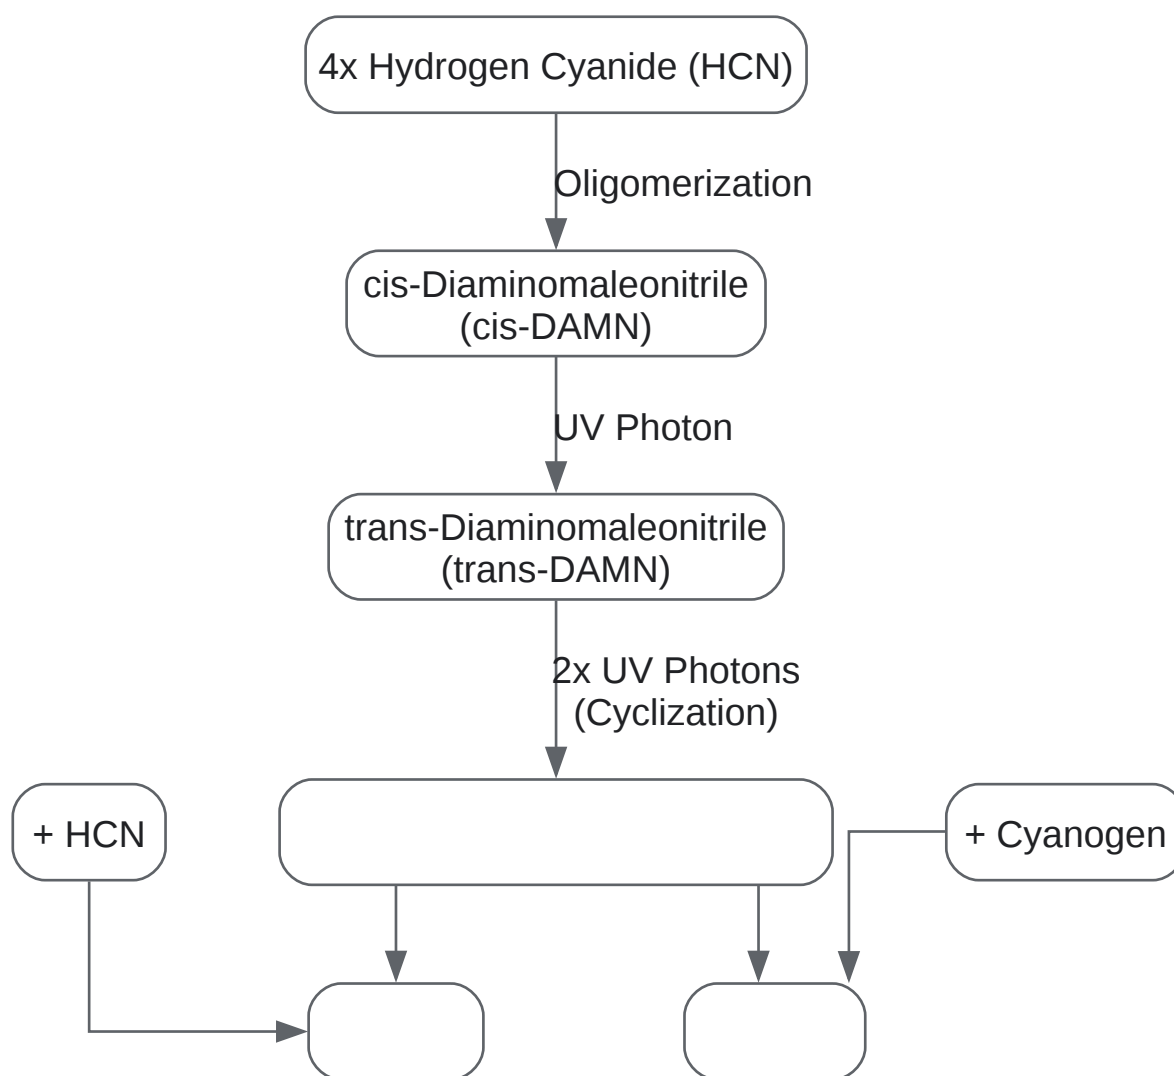 4x Hydrogen Cyanide (HCN)
Oligomerization
cis-Diaminomaleonitrile
(cis-DAMN)
UV Photon
trans-Diaminomaleonitrile
(trans-DAMN)
2x UV Photons
(Cyclization)
+ HCN
+ Cyanogen